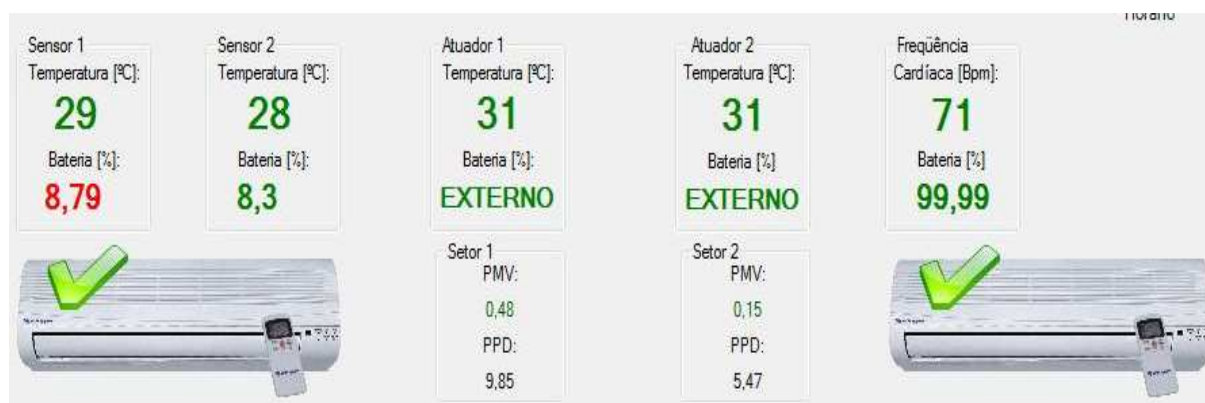 Horário
Sensor 1
Temperatura [ºC]:
29
Bateria [%]:
8,79
Sensor 2
Temperatura [ºC]:
28
Bateria [%]:
8,3
Atuador 1
Temperatura [ºC]:
31
Bateria [%]:
EXTERNO
Atuador 2
Temperatura [ºC]:
31
Bateria [%]
EXTERNO
Freqüência
Cardíaca [Bpm]:
71
Bateria [%]
99,99
Setor 1
PMV:
0,48
PPD:
9,85
Setor 2
PMV:
0,15
PPD:
5,47